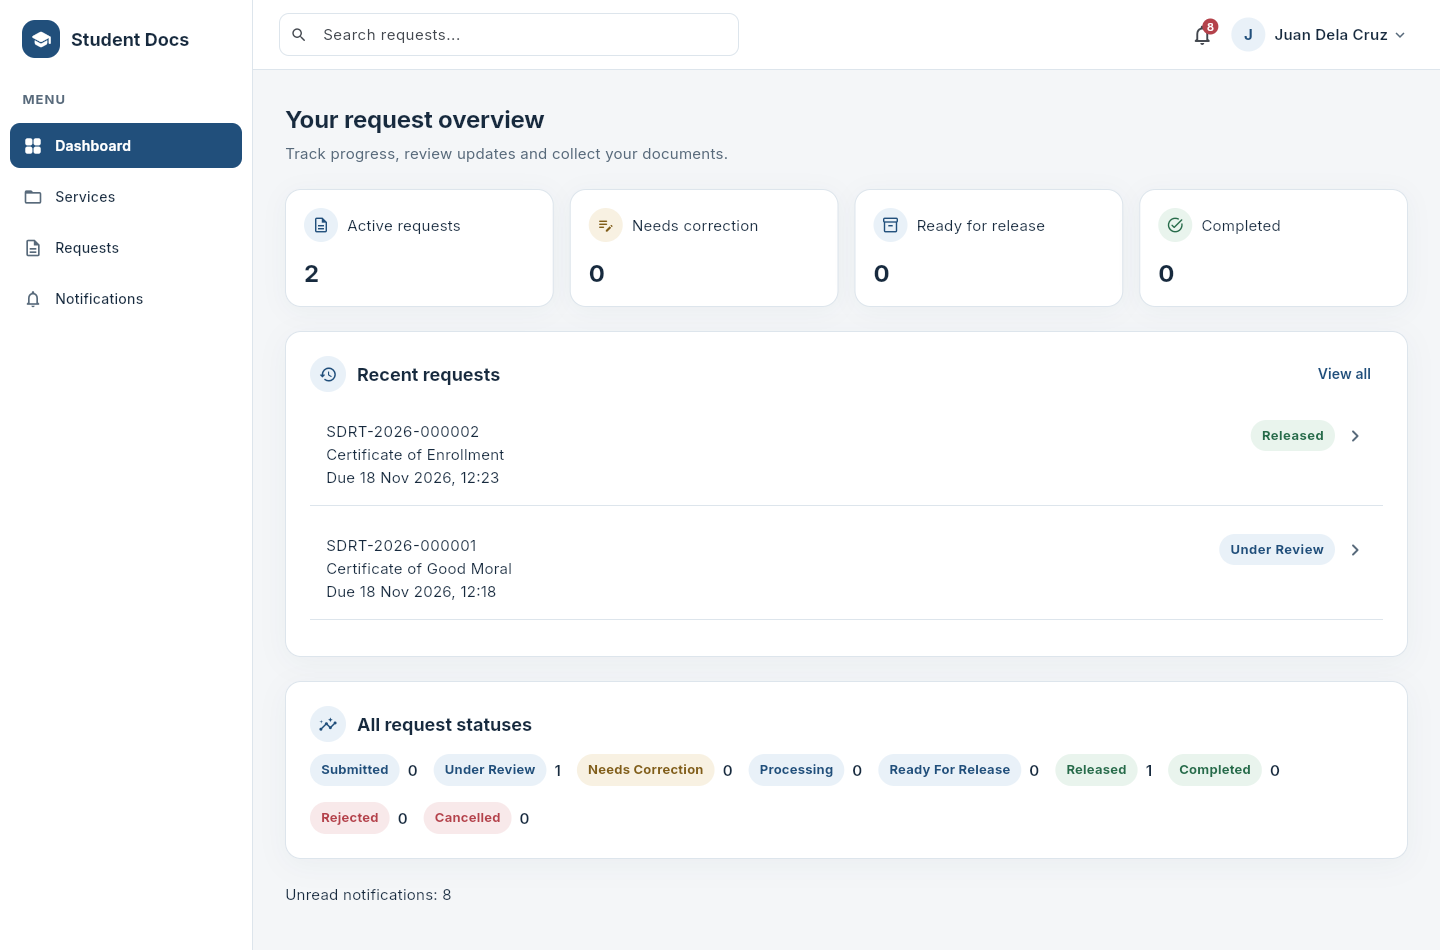 Student Docs
Search requests...
8
J
Juan Dela Cruz
MENU
Dashboard
Services
Requests
Notifications
Your request overview
Track progress, review updates and collect your documents.
Active requests
2
Needs correction
0
Ready for release
0
Completed
0
Recent requests
View all
SDRT-2026-000002
Certificate of Enrollment
Due 18 Nov 2026, 12:23
Released
SDRT-2026-000001
Certificate of Good Moral
Due 18 Nov 2026, 12:18
Under Review
All request statuses
Submitted 0 Under Review 1 Needs Correction 0 Processing 0 Ready For Release 0 Released 1 Completed 0
Rejected 0 Cancelled 0
Unread notifications: 8